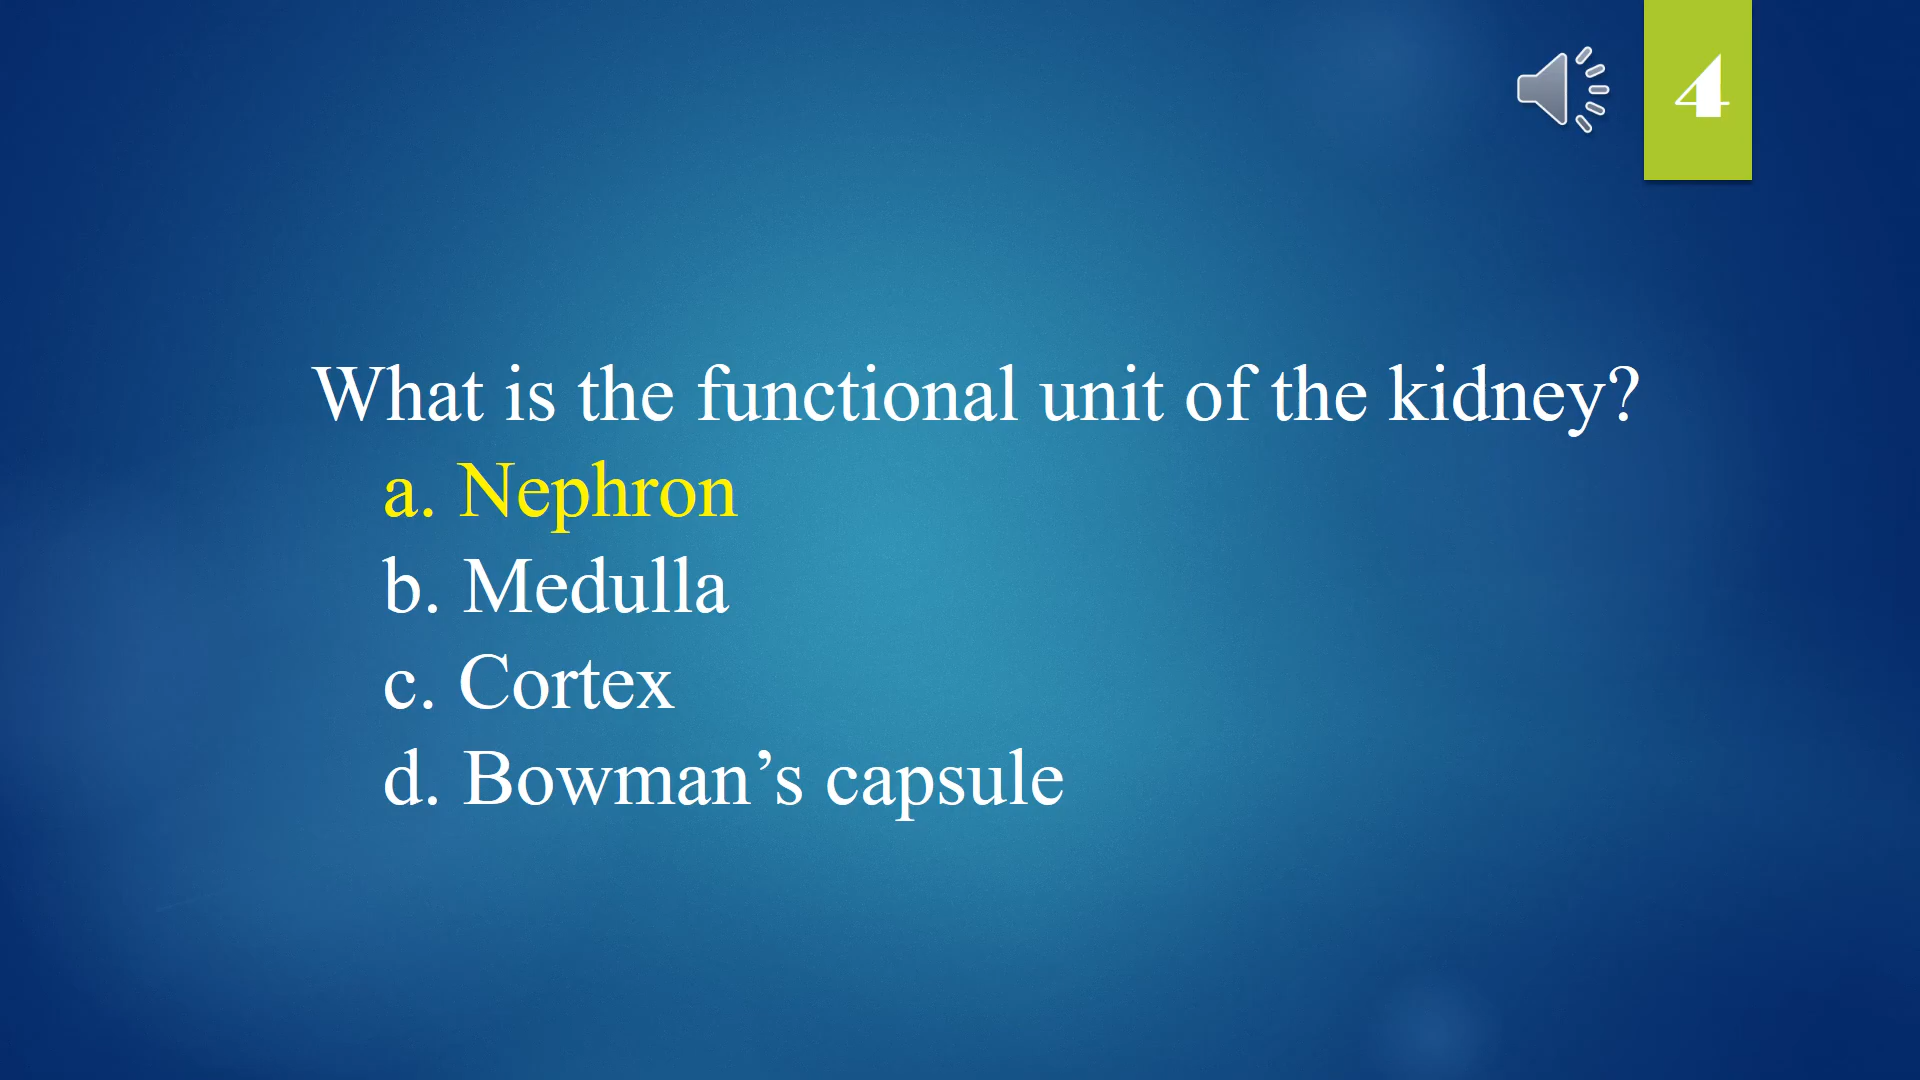 4
What is the functional unit of the kidney?
a. Nephron
b. Medulla
c. Cortex
d. Bowman’s capsule